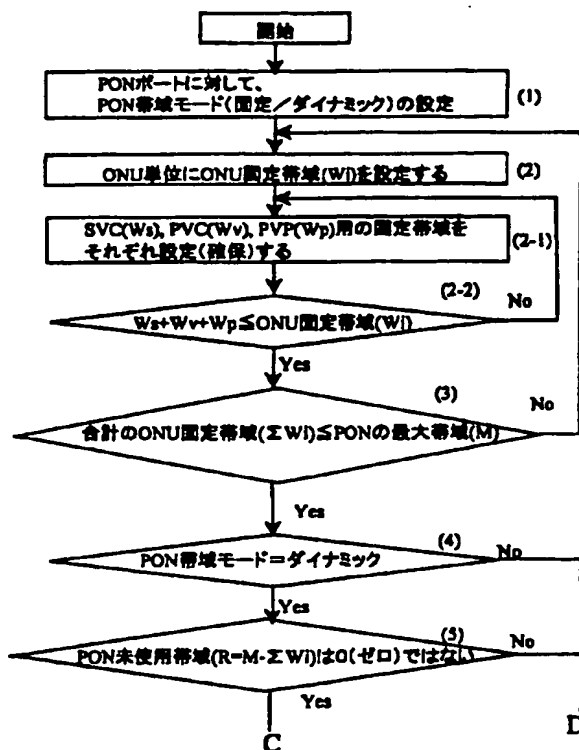 開始
PONポートに対して、
PON帯域モード(固定/ダイナミック)の設定
(1)
ONU単位にONU固定帯域(Wi)を設定する
(2)
SVC(Ws), PVC(Wv), PVP(Wp)用の固定帯域を
それぞれ設定(確保)する
(2-1)
(2-2)
No
Ws+Wv+Wp≦ONU固定帯域(Wi)
Yes
(3)
No
合計のONU固定帯域(ΣWi)≦PONの最大帯域(M)
Yes
(4)
No
PON帯域モード=ダイナミック
Yes
(5)
No
PON未使用帯域(R=M-ΣWi)は0(ゼロ)ではない
Yes
C
D